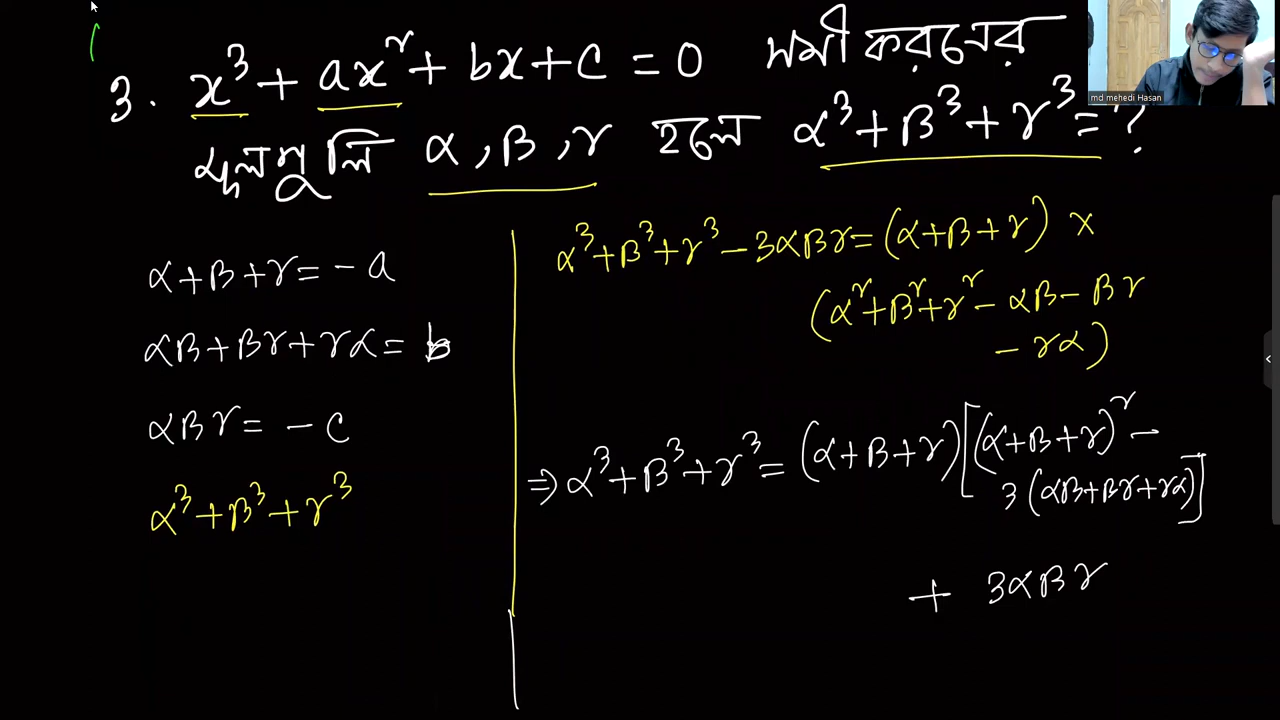 3. x³ + ax² + bx + c = 0 সমীকরনের
মূলগুলি α, β, γ হলে α³ + β³ + γ³ = ?
md mehedi Hasan
α + β + γ = - a
αβ + βγ + γα = b
αβγ = - c
α³ + β³ + γ³
α³ + β³ + γ³ - 3αβγ = (α + β + γ) ×
(α² + β² + γ² - αβ - βγ
- γα)
⇒ α³ + β³ + γ³ = (α + β + γ) [(α + β + γ)² -
3 (αβ + βγ + γα)]
+ 3αβγ